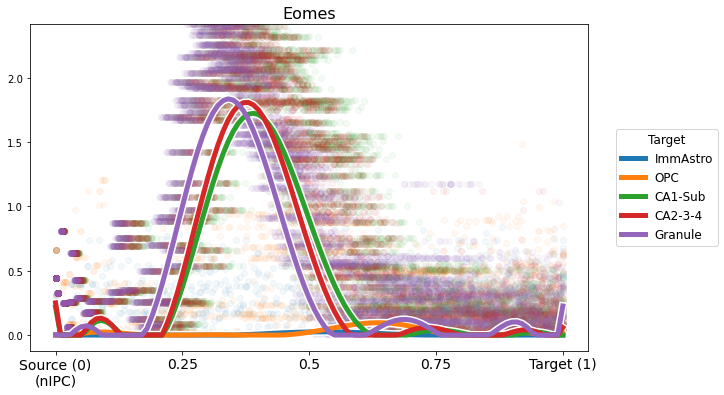 Eomes
2.0
1.5
1.0
0.5
0.0
Source (0)
(nIPC)
0.25
0.5
0.75
Target (1)
Target
ImmAstro
OPC
CA1-Sub
CA2-3-4
Granule